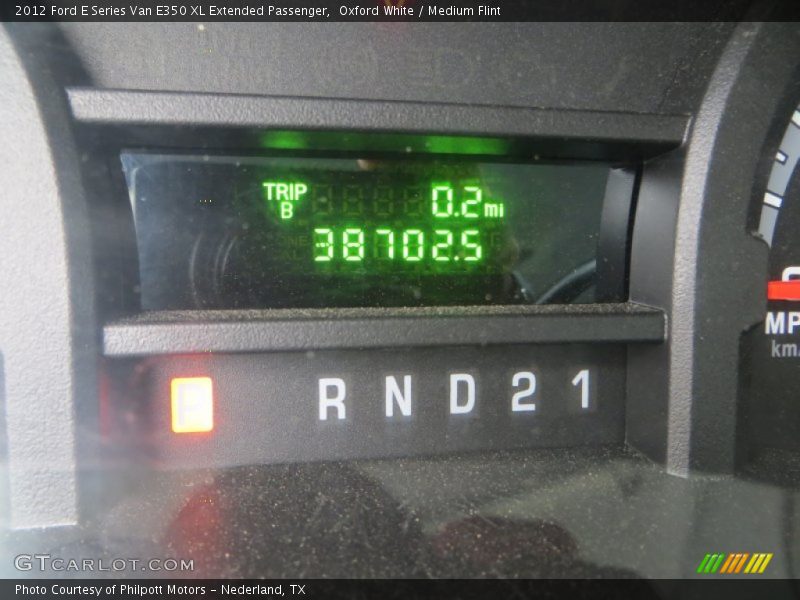 2012 Ford E Series Van E350 XL Extended Passenger,  Oxford White / Medium Flint
TRIP
B
0.2 mi
38702.5
MP
km/
P R N D 2 1
GTCARLOT.COM
Photo Courtesy of Philpott Motors – Nederland, TX